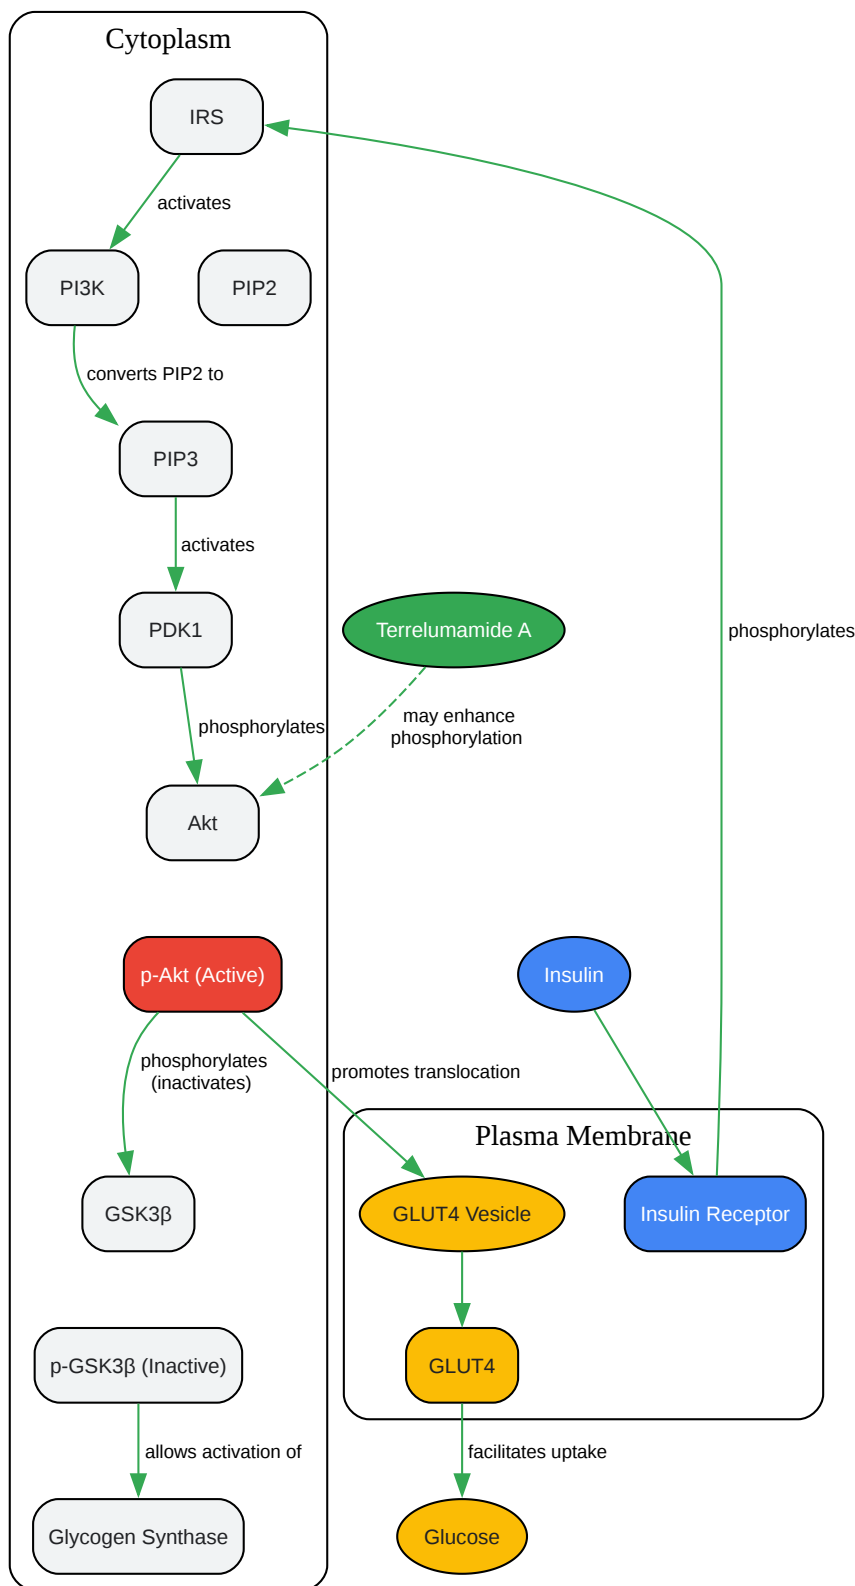 Cytoplasm
IRS
activates
PI3K
PIP2
converts PIP2 to
PIP3
activates
PDK1
Terrelumamide A
phosphorylates
phosphorylates
may enhance
phosphorylation
Akt
p-Akt (Active)
Insulin
phosphorylates
(inactivates)
promotes translocation
Plasma Membrane
GSK3β
GLUT4 Vesicle
Insulin Receptor
p-GSK3β (Inactive)
GLUT4
allows activation of
facilitates uptake
Glycogen Synthase
Glucose